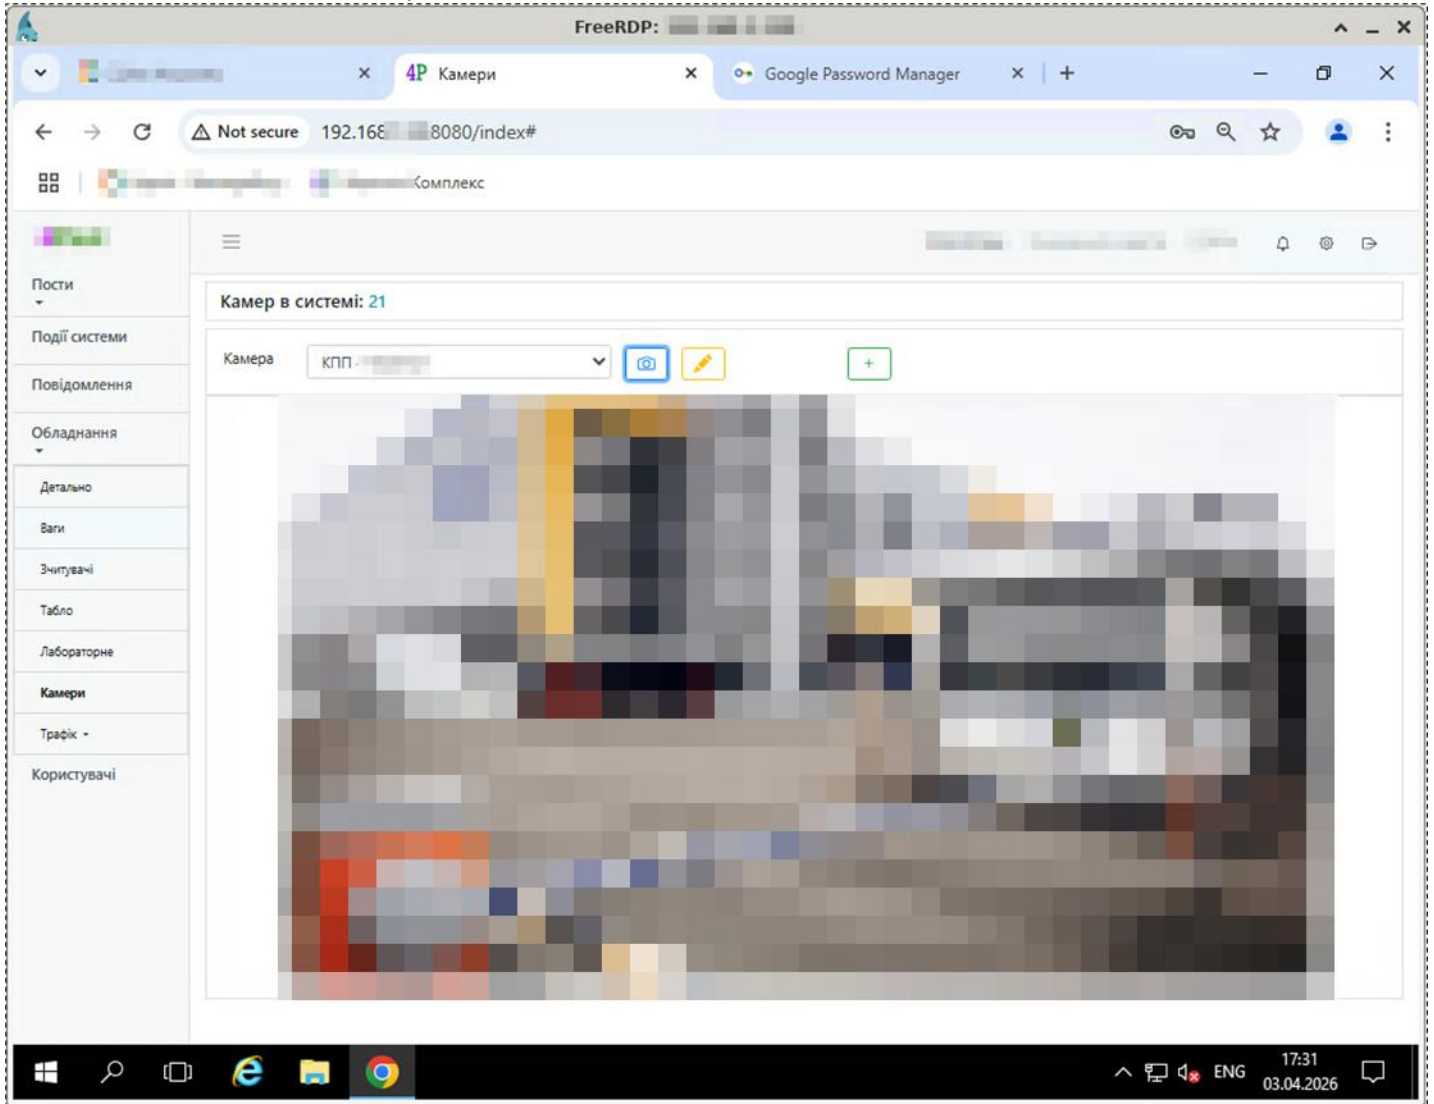 FreeRDP:
Камери
Google Password Manager
Not secure 192.168 8080/index#
Комплекс
Пости
Камер в системі: 21
Події системи
Камера КПП -
Повідомлення
Обладнання
Детально
Ваги
Зчитувачі
Табло
Лабораторне
Камери
Трафік
Користувачі
ENG
17:31
03.04.2026